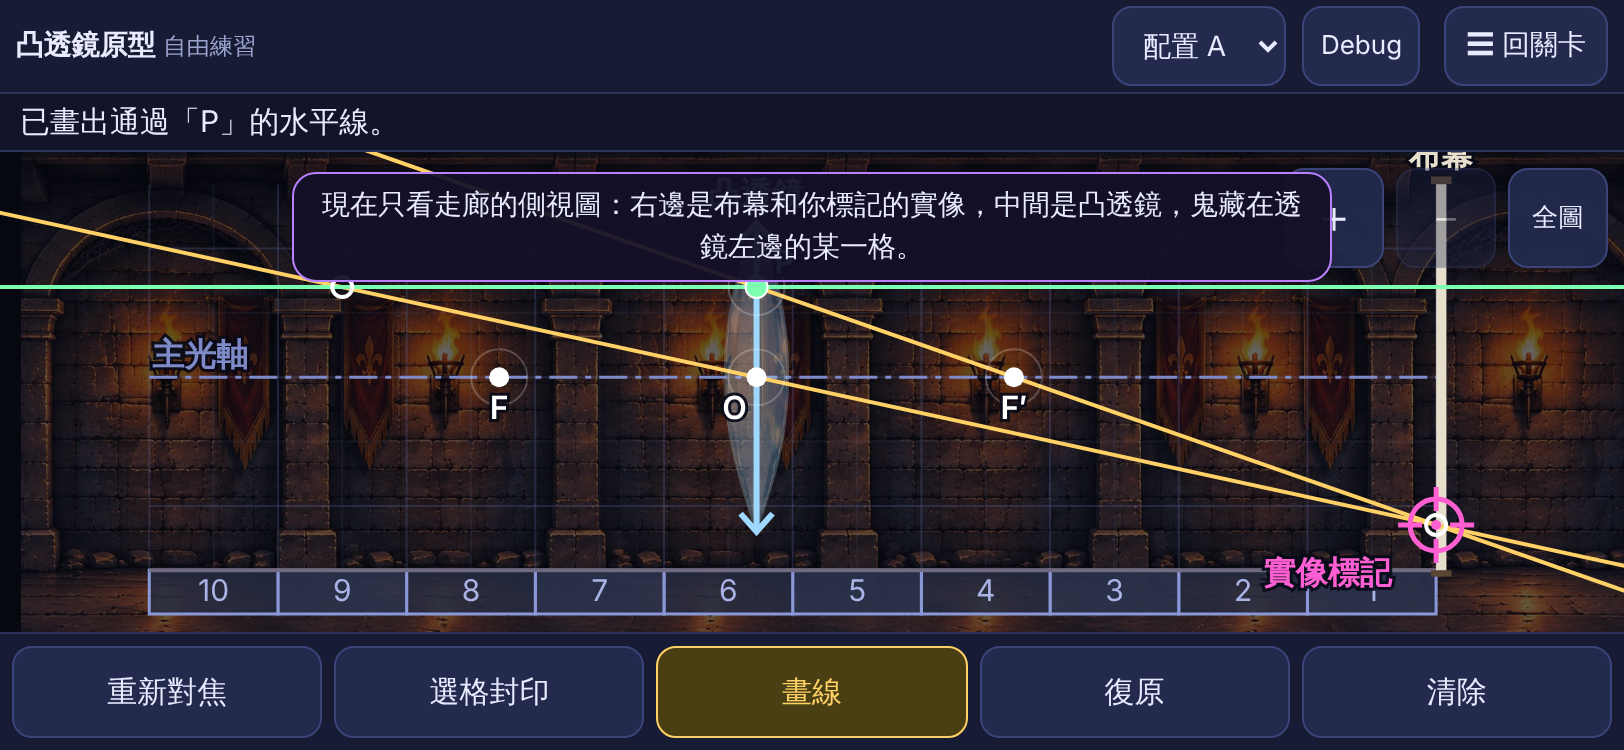 凸透鏡原型 自由練習
配置 A
Debug
☰ 回關卡
已畫出通過「P」的水平線。
布幕
現在只看走廊的側視圖：右邊是布幕和你標記的實像，中間是凸透鏡，鬼藏在透
鏡左邊的某一格。
+
−
全圖
主光軸
F
O
F′
實像標記
10 9 8 7 6 5 4 3 2 1
重新對焦
選格封印
畫線
復原
清除